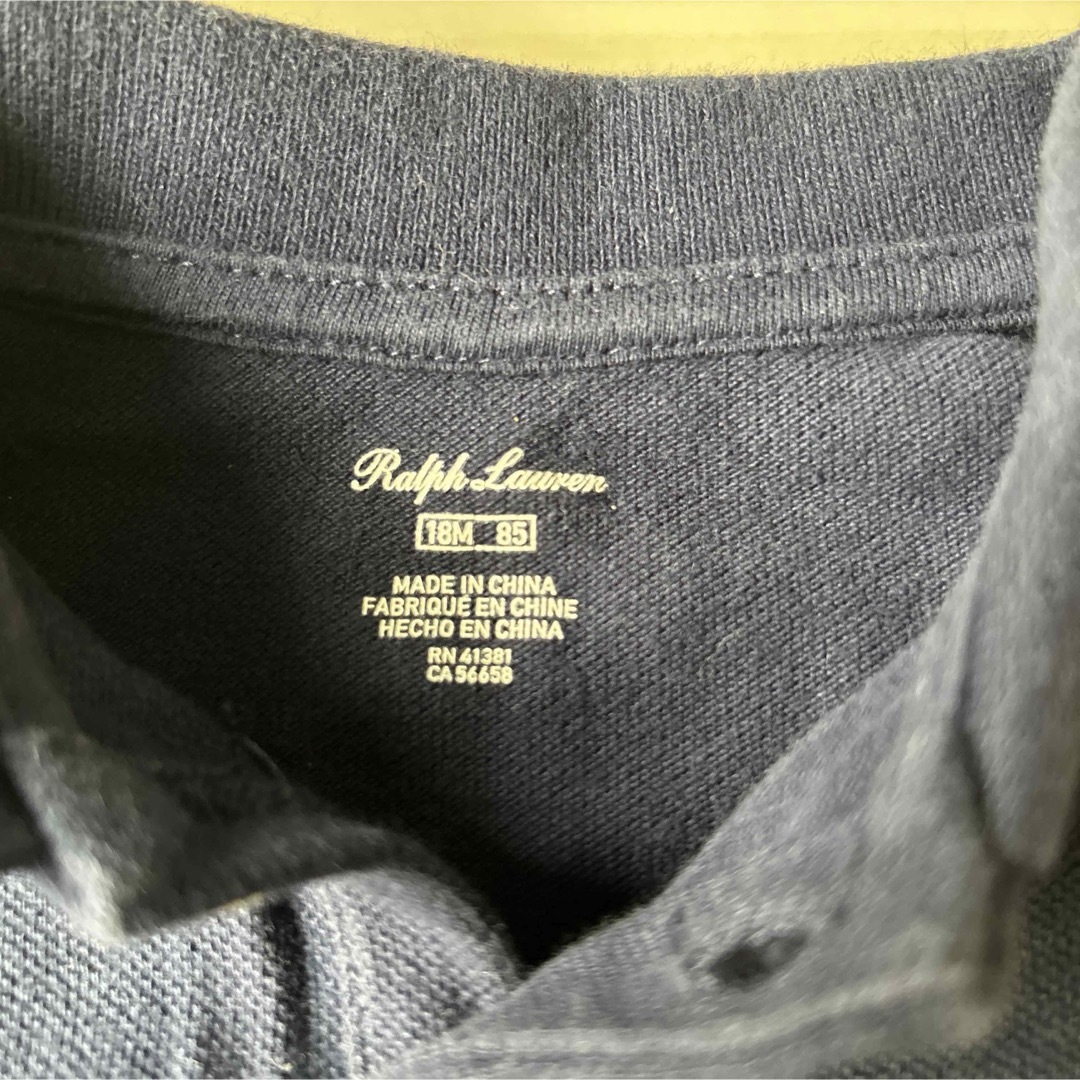 Ralph Lauren
18M 85
MADE IN CHINA
FABRIQUÉ EN CHINE
HECHO EN CHINA
RN 41381
CA 56658